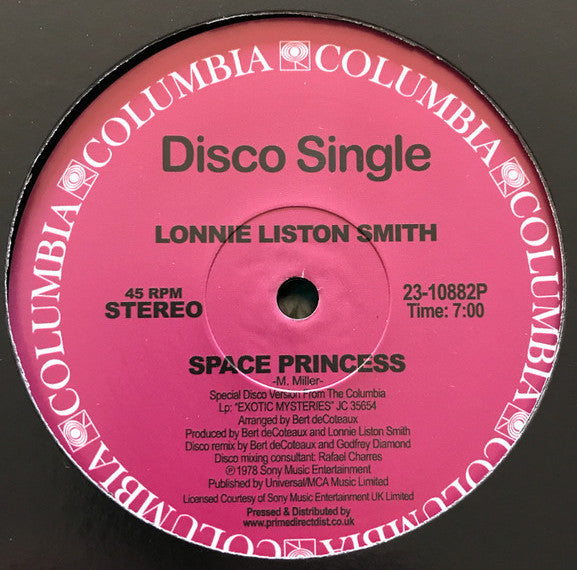 COLUMBIA COLUMBIA COLUMBIA COLUMBIA COLUMBIA COLUMBIA
Disco Single
LONNIE LISTON SMITH
45 RPM
STEREO
23-10882P
Time: 7:00
SPACE PRINCESS
-M. Miller-
Special Disco Version From The Columbia
Lp: "EXOTIC MYSTERIES" JC 35654
Arranged by Bert deCoteaux
Produced by Bert deCoteaux and Lonnie Liston Smith
Disco remix by Bert deCoteaux and Godfrey Diamond
Disco mixing consultant: Rafael Charres
Ⓟ 1978 Sony Music Entertainment
Published by Universal/MCA Music Limited
Licensed Courtesy of Sony Music Entertainment UK Limited
Pressed & Distributed by
www.primedirectdist.co.uk